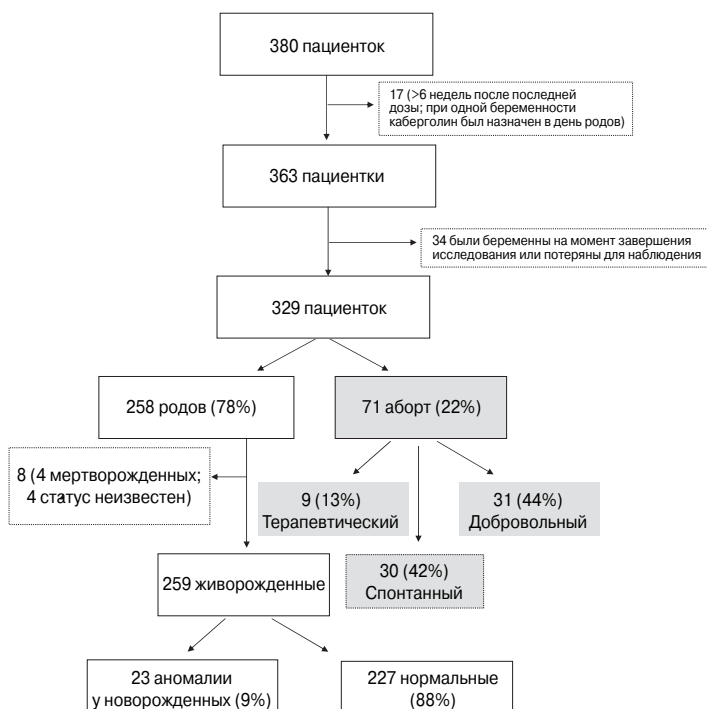 380 пациенток
17 (>6 недель после последней
дозы; при одной беременности
каберголин был назначен в день родов)
363 пациентки
34 были беременны на момент завершения
исследования или потеряны для наблюдения
329 пациенток
258 родов (78%)
71 аборт (22%)
8 (4 мертворожденных;
4 статус неизвестен)
9 (13%)
Терапевтический
31 (44%)
Добровольный
30 (42%)
Спонтанный
259 живорожденные
23 аномалии
у новорожденных (9%)
227 нормальные
(88%)